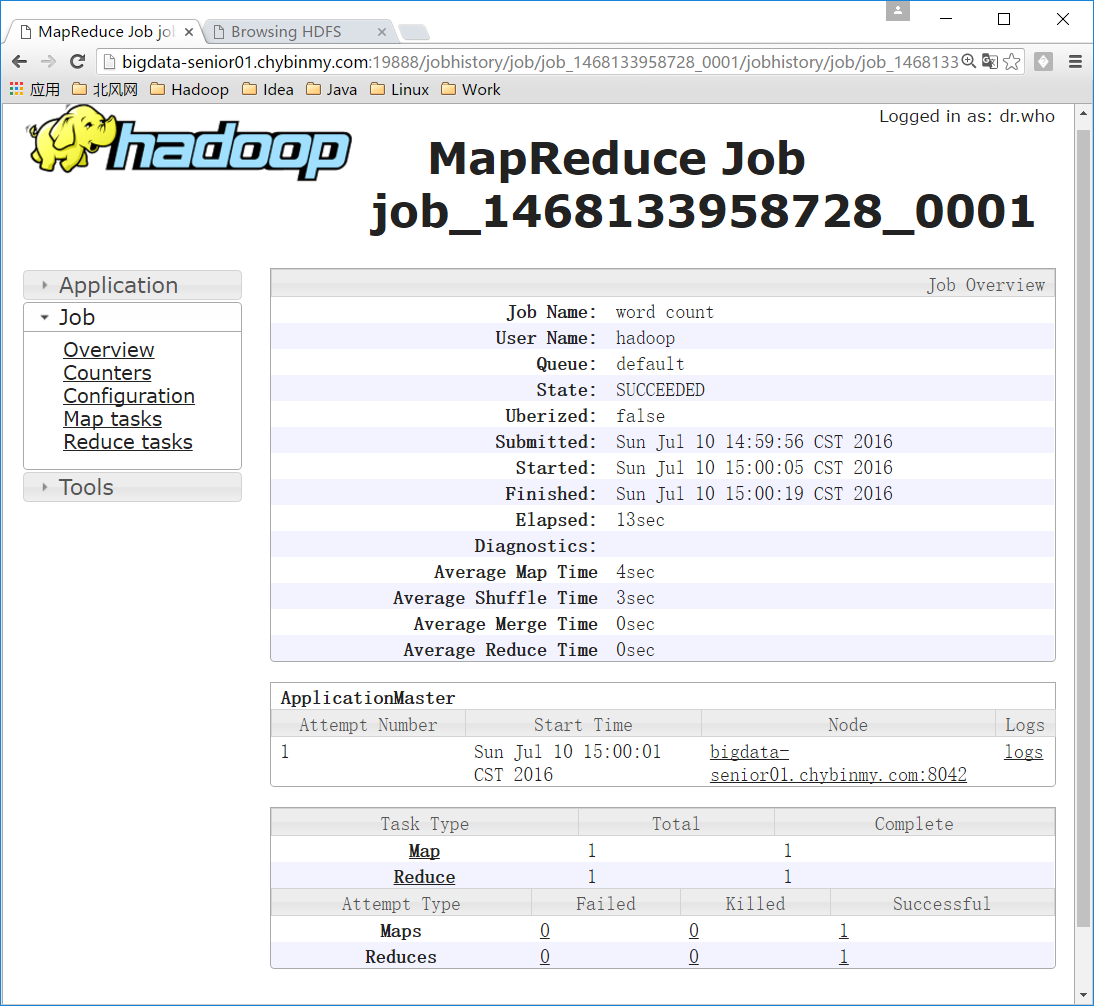 MapReduce Job jo
Browsing HDFS
bigdata-senior01.chybinmy.com:19888/jobhistory/job/job_1468133958728_0001/jobhistory/job/job_146813
应用 北风网 Hadoop Idea Java Linux Work
hadoop
Logged in as: dr.who
MapReduce Job
job_1468133958728_0001
Application
Job
Overview
Counters
Configuration
Map tasks
Reduce tasks
Tools
Job Overview
Job Name: word count
User Name: hadoop
Queue: default
State: SUCCEEDED
Uberized: false
Submitted: Sun Jul 10 14:59:56 CST 2016
Started: Sun Jul 10 15:00:05 CST 2016
Finished: Sun Jul 10 15:00:19 CST 2016
Elapsed: 13sec
Diagnostics:
Average Map Time 4sec
Average Shuffle Time 3sec
Average Merge Time 0sec
Average Reduce Time 0sec
ApplicationMaster
Attempt Number Start Time Node Logs
1 Sun Jul 10 15:00:01 bigdata- logs
CST 2016 senior01.chybinmy.com:8042
Task Type Total Complete
Map 1 1
Reduce 1 1
Attempt Type Failed Killed Successful
Maps 0 0 1
Reduces 0 0 1